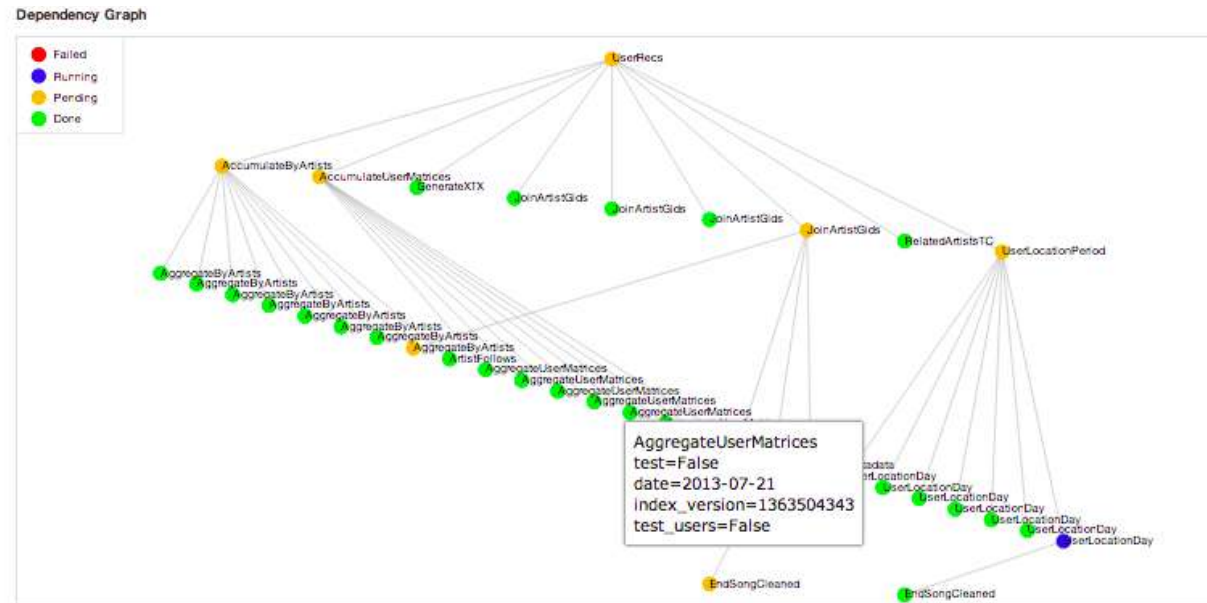 Dependency Graph
Failed
Running
Pending
Done
UserRecs
AccumulateByArtists
AccumulateUserMatrices
GenerateXTX
JoinArtistGids
JoinArtistGids
JoinArtistGids
JoinArtistGids
RelatedArtistsTC
UserLocationPeriod
AggregateByArtists
AggregateByArtists
AggregateByArtists
AggregateByArtists
AggregateByArtists
AggregateByArtists
AggregateByArtists
AggregateByArtists
ArtistFollows
AggregateUserMatrices
AggregateUserMatrices
AggregateUserMatrices
AggregateUserMatrices
AggregateUserMatrices
AggregateUserMatrices
test=False
date=2013-07-21
index_version=1363504343
test_users=False
adata
erLocationDay
UserLocationDay
UserLocationDay
UserLocationDay
UserLocationDay
UserLocationDay
UserLocationDay
EndSongCleaned
EndSongCleaned